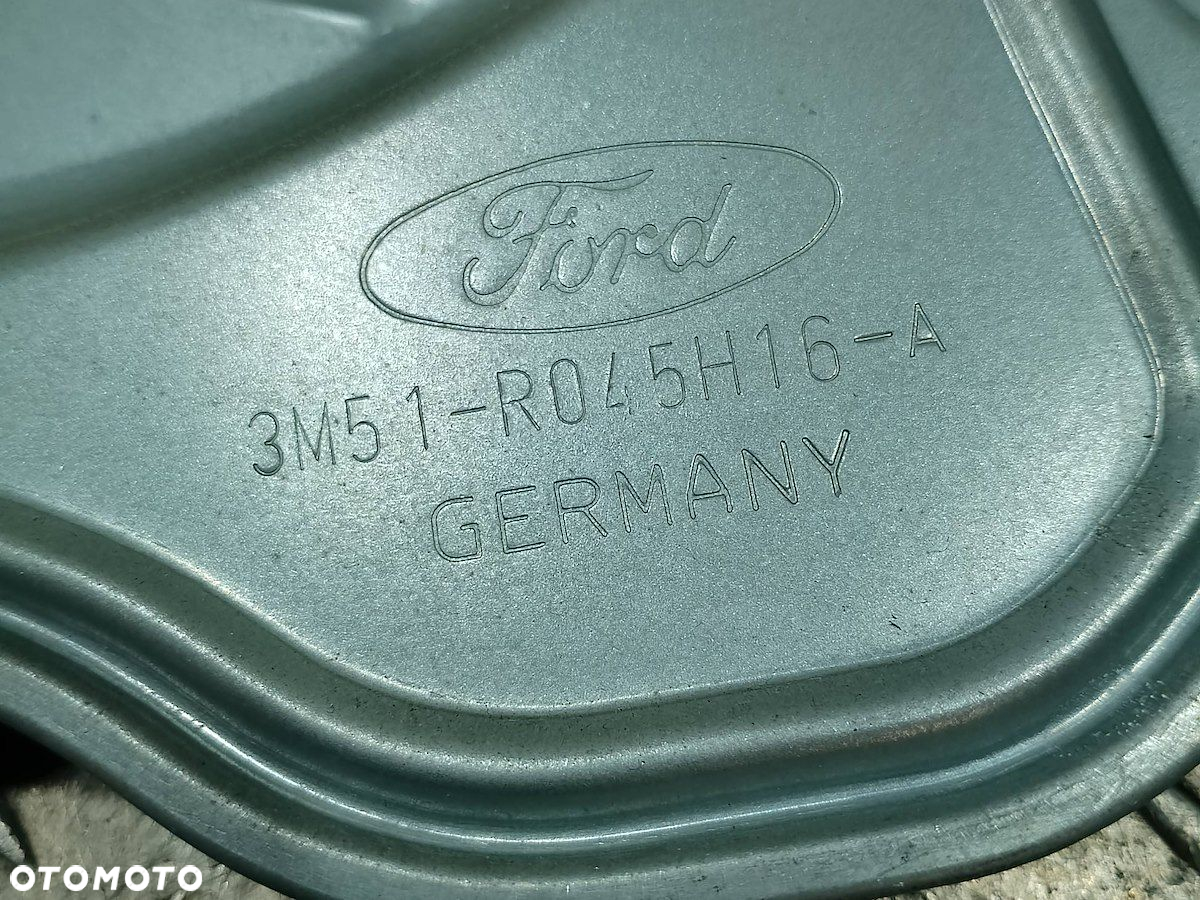 Ford
3M51-R045H16-A
GERMANY
OTOMOTO